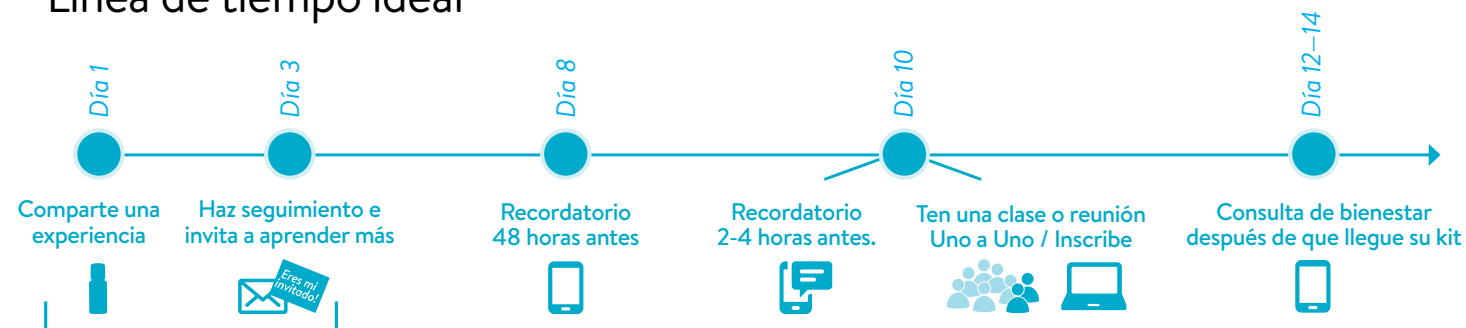 Línea de tiempo ideal
Día 1
Día 3
Día 8
Día 10
Día 12–14
Comparte una
experiencia
Haz seguimiento e
invita a aprender más
Recordatorio
48 horas antes
Recordatorio
2-4 horas antes.
Ten una clase o reunión
Uno a Uno / Inscribe
Consulta de bienestar
después de que llegue su kit
Eres mi
invitado!